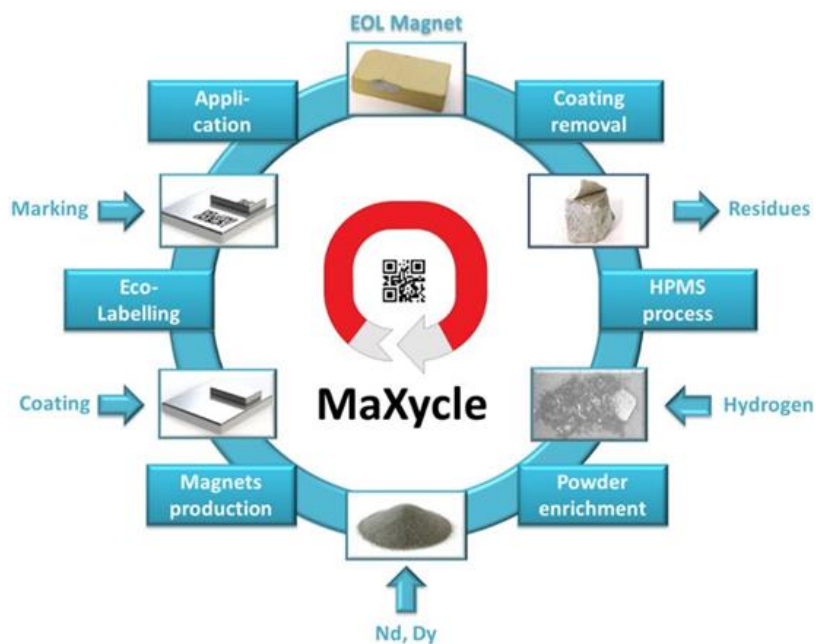 EOL Magnet
Appli-
cation
Coating
removal
Marking
Residues
Eco-
Labelling
HPMS
process
MaXycle
Coating
Hydrogen
Magnets
production
Powder
enrichment
Nd, Dy